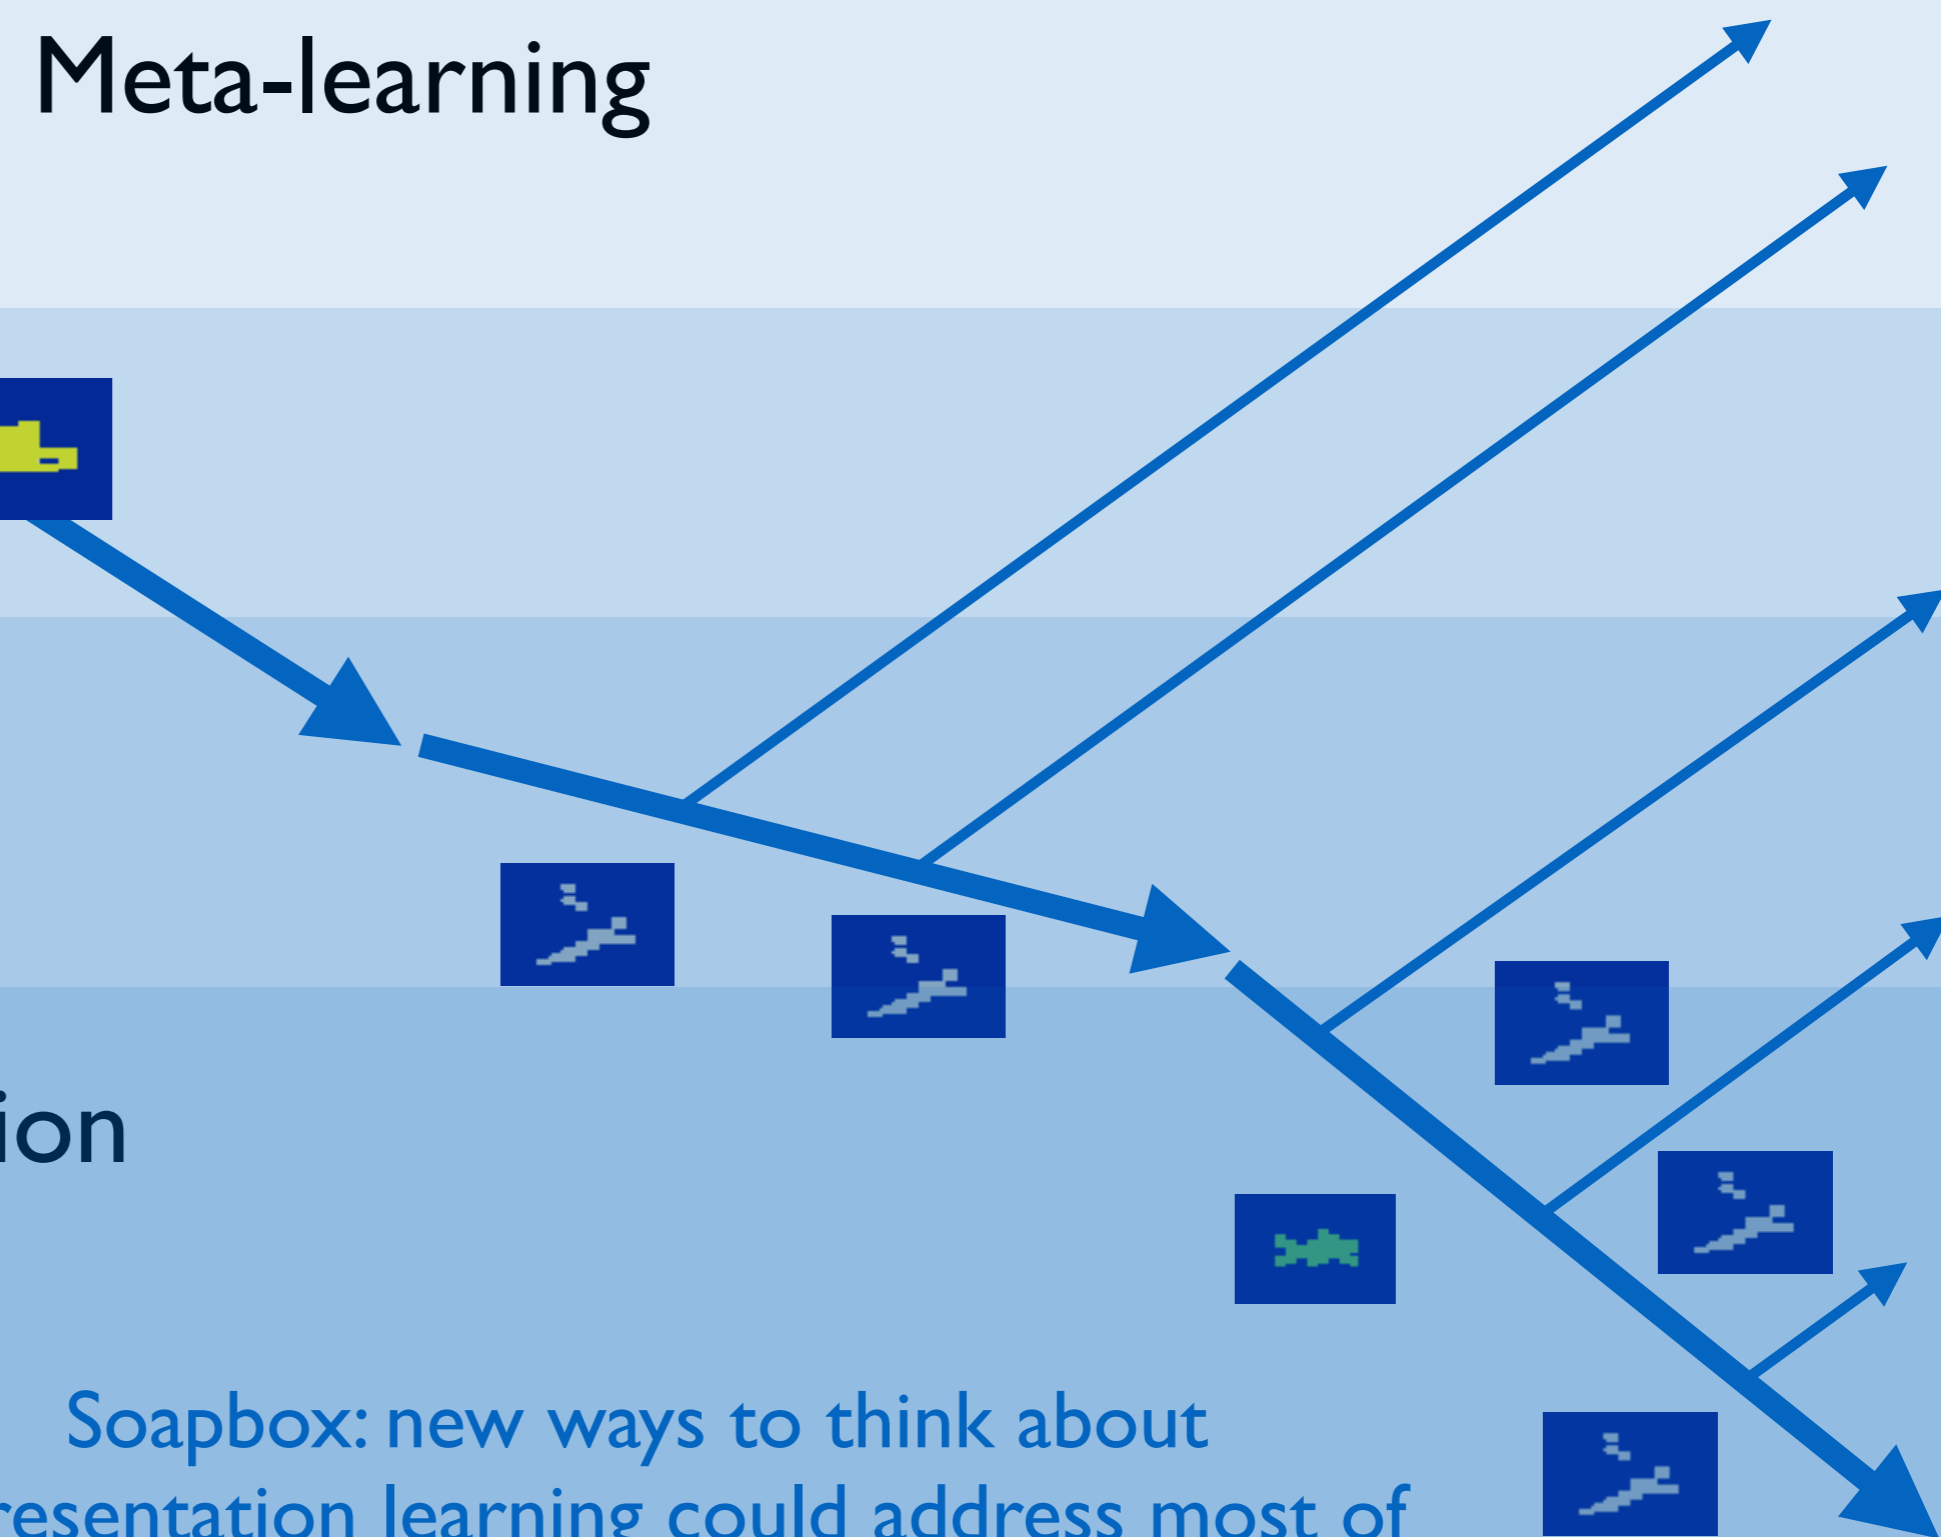 Meta-learning
ion
Soapbox: new ways to think about
resentation learning could address most of